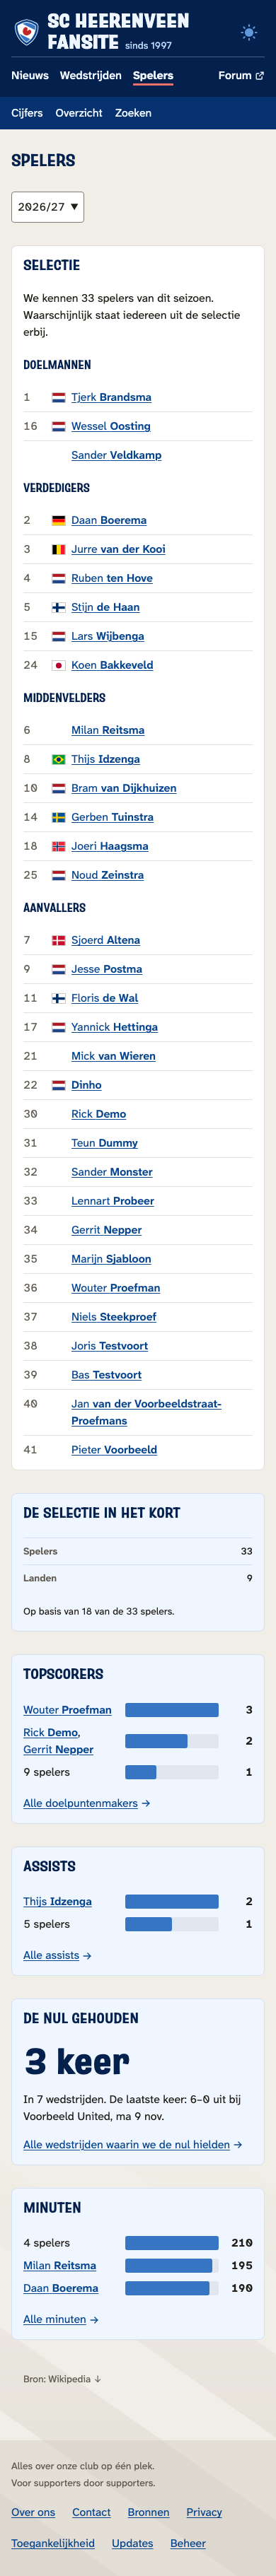 SC HEERENVEEN
FANSITE sinds 1997
Nieuws Wedstrijden Spelers Forum
Cijfers Overzicht Zoeken
SPELERS
2026/27 ▼
SELECTIE
We kennen 33 spelers van dit seizoen.
Waarschijnlijk staat iedereen uit de selectie
erbij.
DOELMANNEN
1 Tjerk Brandsma
16 Wessel Oosting
Sander Veldkamp
VERDEDIGERS
2 Daan Boerema
3 Jurre van der Kooi
4 Ruben ten Hove
5 Stijn de Haan
15 Lars Wijbenga
24 Koen Bakkeveld
MIDDENVELDERS
6 Milan Reitsma
8 Thijs Idzenga
10 Bram van Dijkhuizen
14 Gerben Tuinstra
18 Joeri Haagsma
25 Noud Zeinstra
AANVALLERS
7 Sjoerd Altena
9 Jesse Postma
11 Floris de Wal
17 Yannick Hettinga
21 Mick van Wieren
22 Dinho
30 Rick Demo
31 Teun Dummy
32 Sander Monster
33 Lennart Probeer
34 Gerrit Nepper
35 Marijn Sjabloon
36 Wouter Proefman
37 Niels Steekproef
38 Joris Testvoort
39 Bas Testvoort
40 Jan van der Voorbeeldstraat-
Proefmans
41 Pieter Voorbeeld
DE SELECTIE IN HET KORT
Spelers 33
Landen 9
Op basis van 18 van de 33 spelers.
TOPSCORERS
Wouter Proefman 3
Rick Demo,
Gerrit Nepper 2
9 spelers 1
Alle doelpuntenmakers →
ASSISTS
Thijs Idzenga 2
5 spelers 1
Alle assists →
DE NUL GEHOUDEN
3 keer
In 7 wedstrijden. De laatste keer: 6–0 uit bij
Voorbeeld United, ma 9 nov.
Alle wedstrijden waarin we de nul hielden →
MINUTEN
4 spelers 210
Milan Reitsma 195
Daan Boerema 190
Alle minuten →
Bron: Wikipedia ↓
Alles over onze club op één plek.
Voor supporters door supporters.
Over ons Contact Bronnen Privacy
Toegankelijkheid Updates Beheer